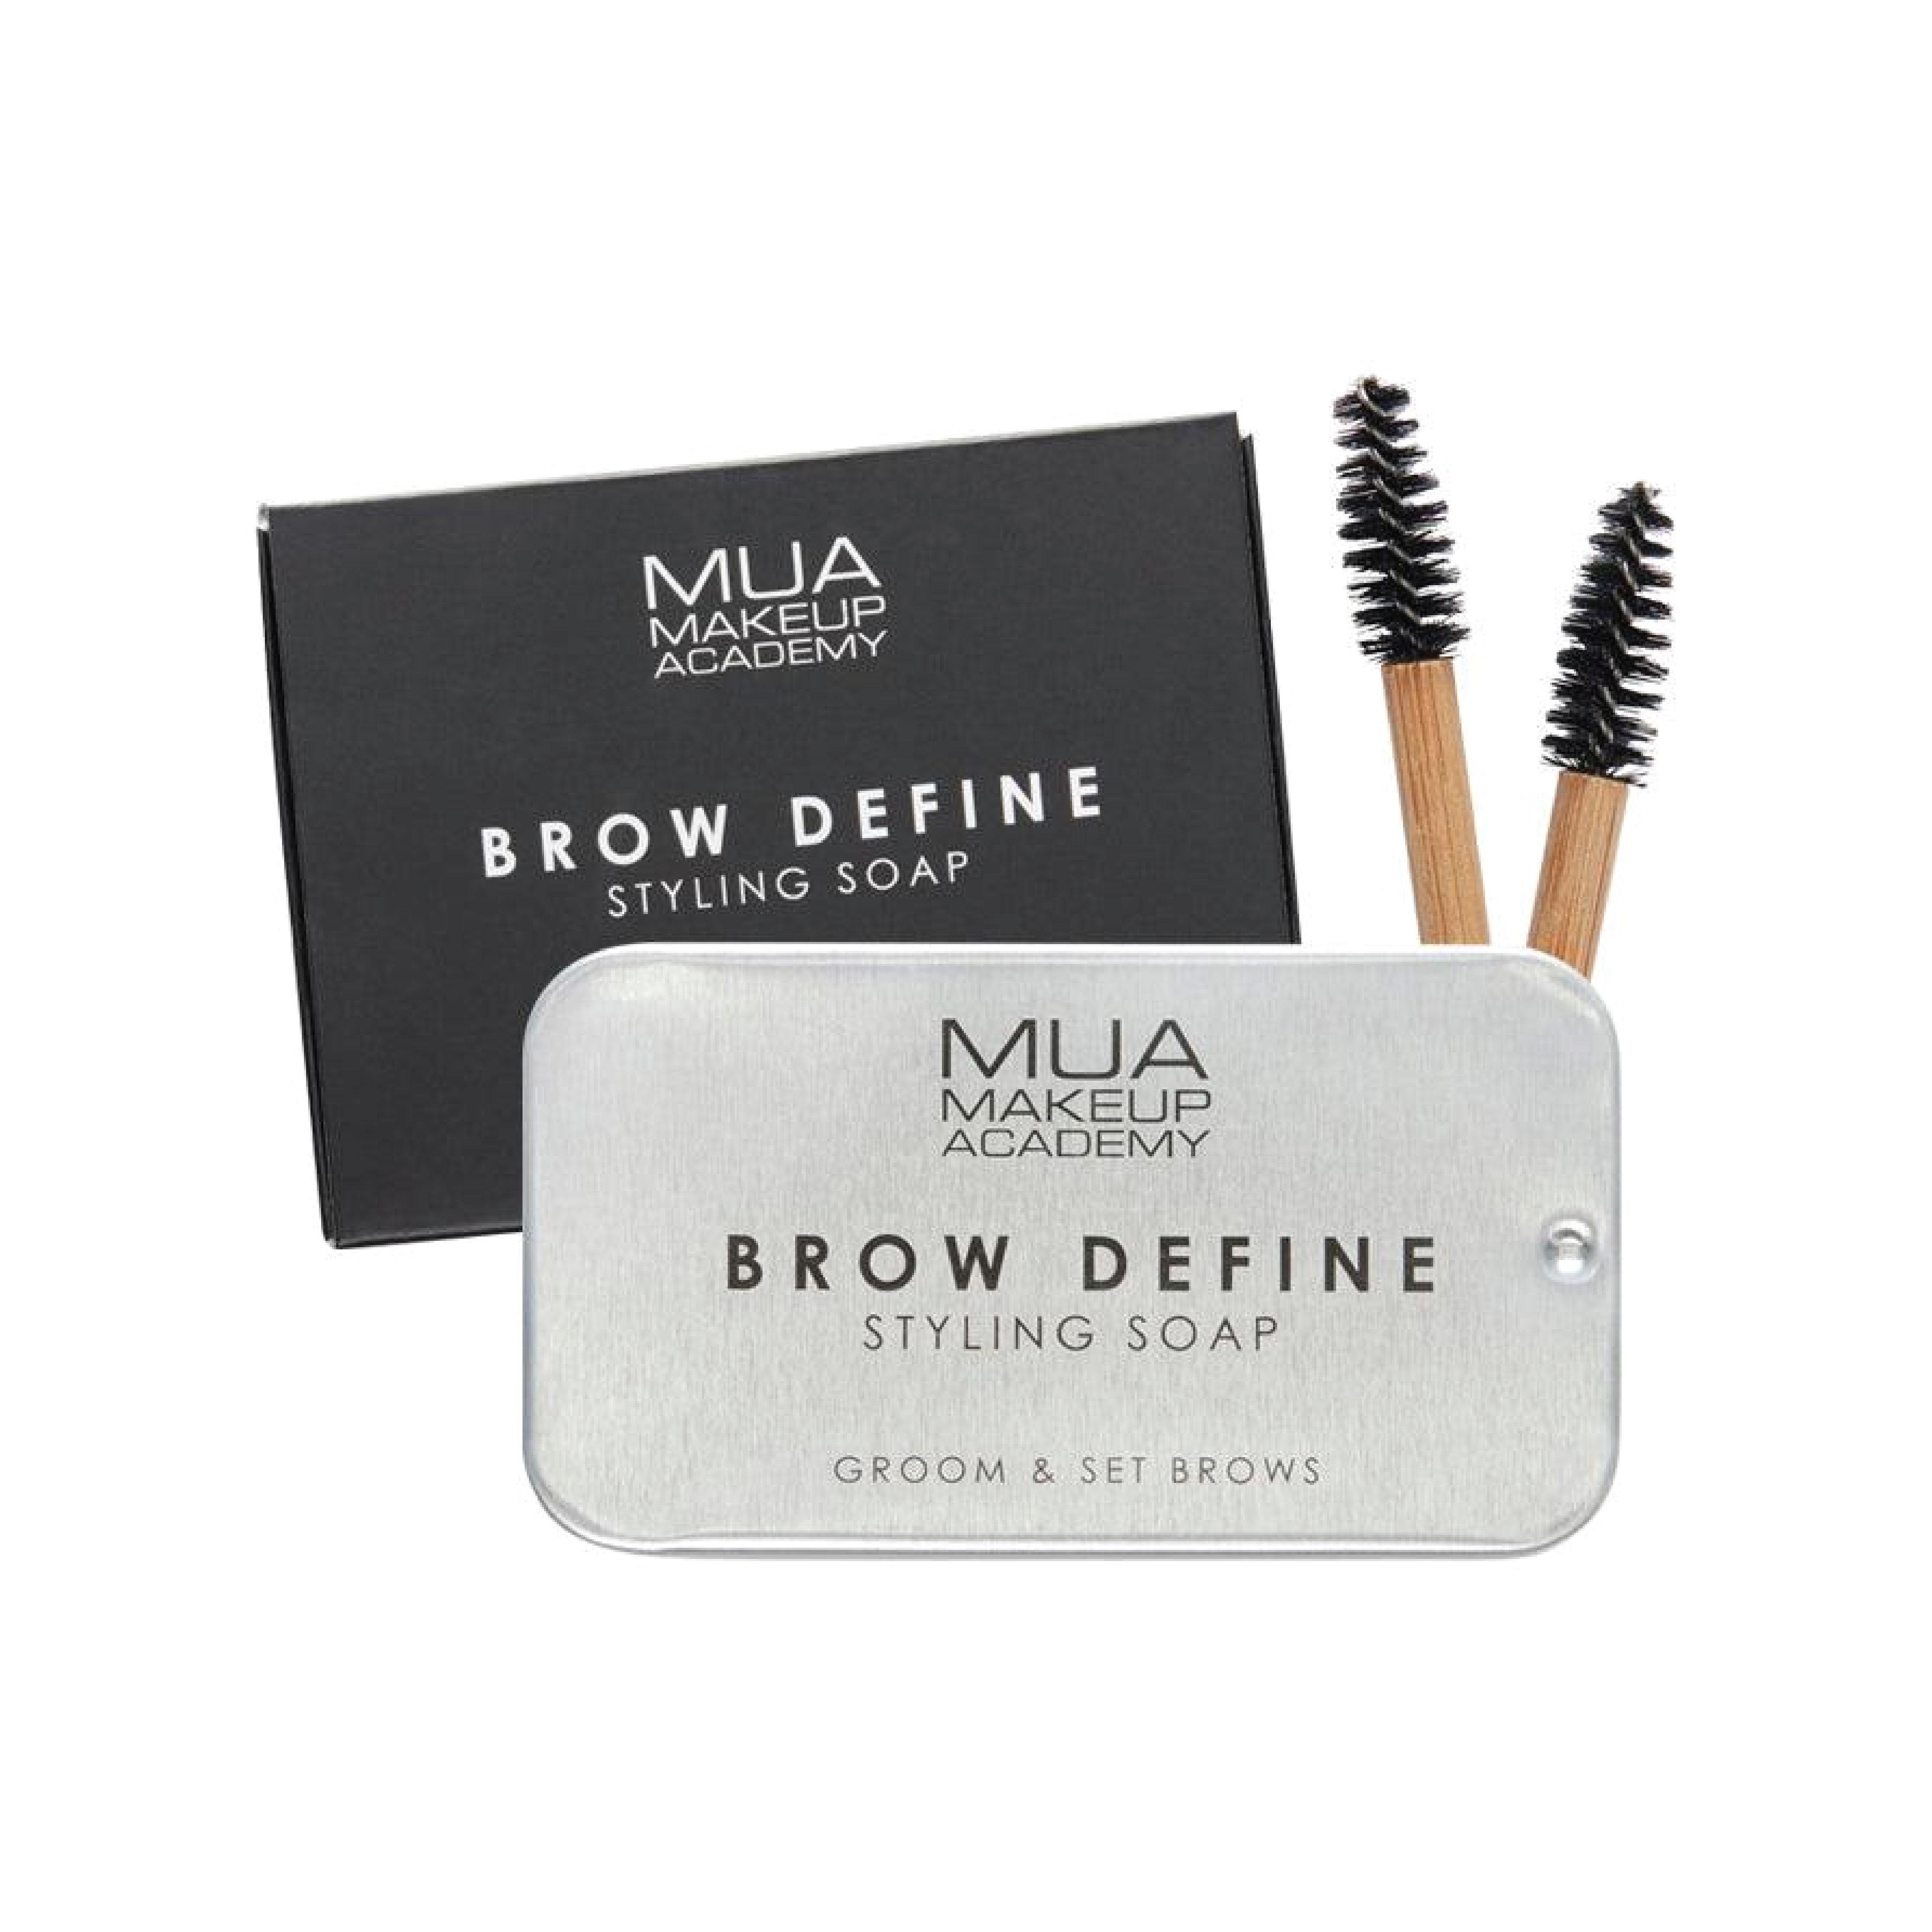 MUA
MAKEUP
ACADEMY
BROW DEFINE
STYLING SOAP
MUA
MAKEUP
ACADEMY
BROW DEFINE
STYLING SOAP
GROOM & SET BROWS